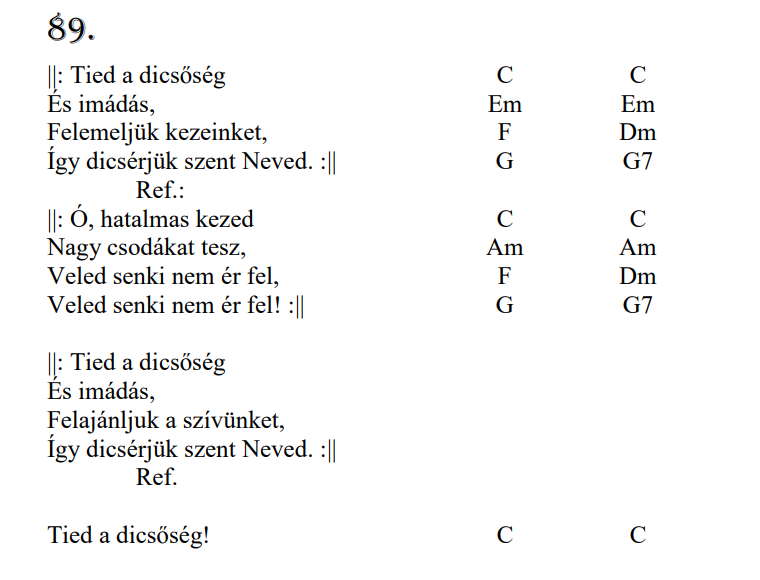 89.
||: Tied a dicsőség C C
És imádás, Em Em
Felemeljük kezeinket, F Dm
Így dicsérjük szent Neved. :|| G G7
Ref.:
||: Ó, hatalmas kezed C C
Nagy csodákat tesz, Am Am
Veled senki nem ér fel, F Dm
Veled senki nem ér fel! :|| G G7
||: Tied a dicsőség
És imádás,
Felajánljuk a szívünket,
Így dicsérjük szent Neved. :||
Ref.
Tied a dicsőség! C C